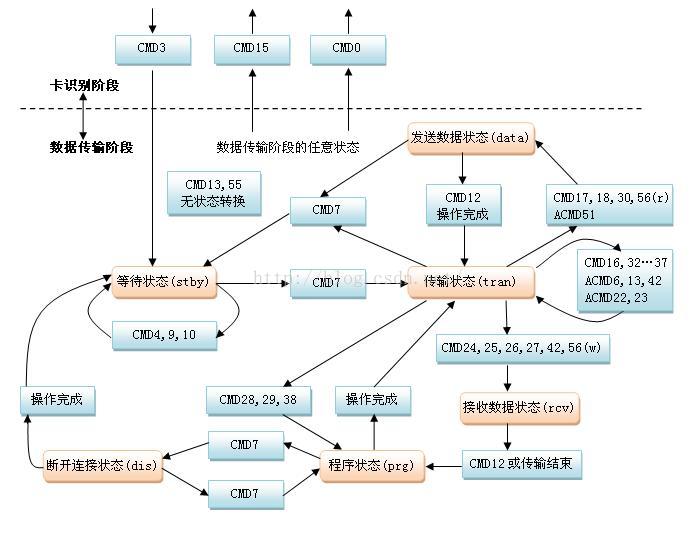 CMD3
CMD15
CMD0
卡识别阶段
数据传输阶段
数据传输阶段的任意状态
发送数据状态(data)
CMD13,55
无状态转换
CMD7
CMD12
操作完成
CMD17,18,30,56(r)
ACMD51
等待状态(stby)
CMD7
传输状态(tran)
CMD16,32…37
ACMD6,13,42
ACMD22,23
http://blog.csdn.net
CMD4,9,10
CMD24,25,26,27,42,56(w)
操作完成
CMD28,29,38
操作完成
接收数据状态(rcv)
CMD7
断开连接状态(dis)
程序状态(prg)
CMD12或传输结束
CMD7